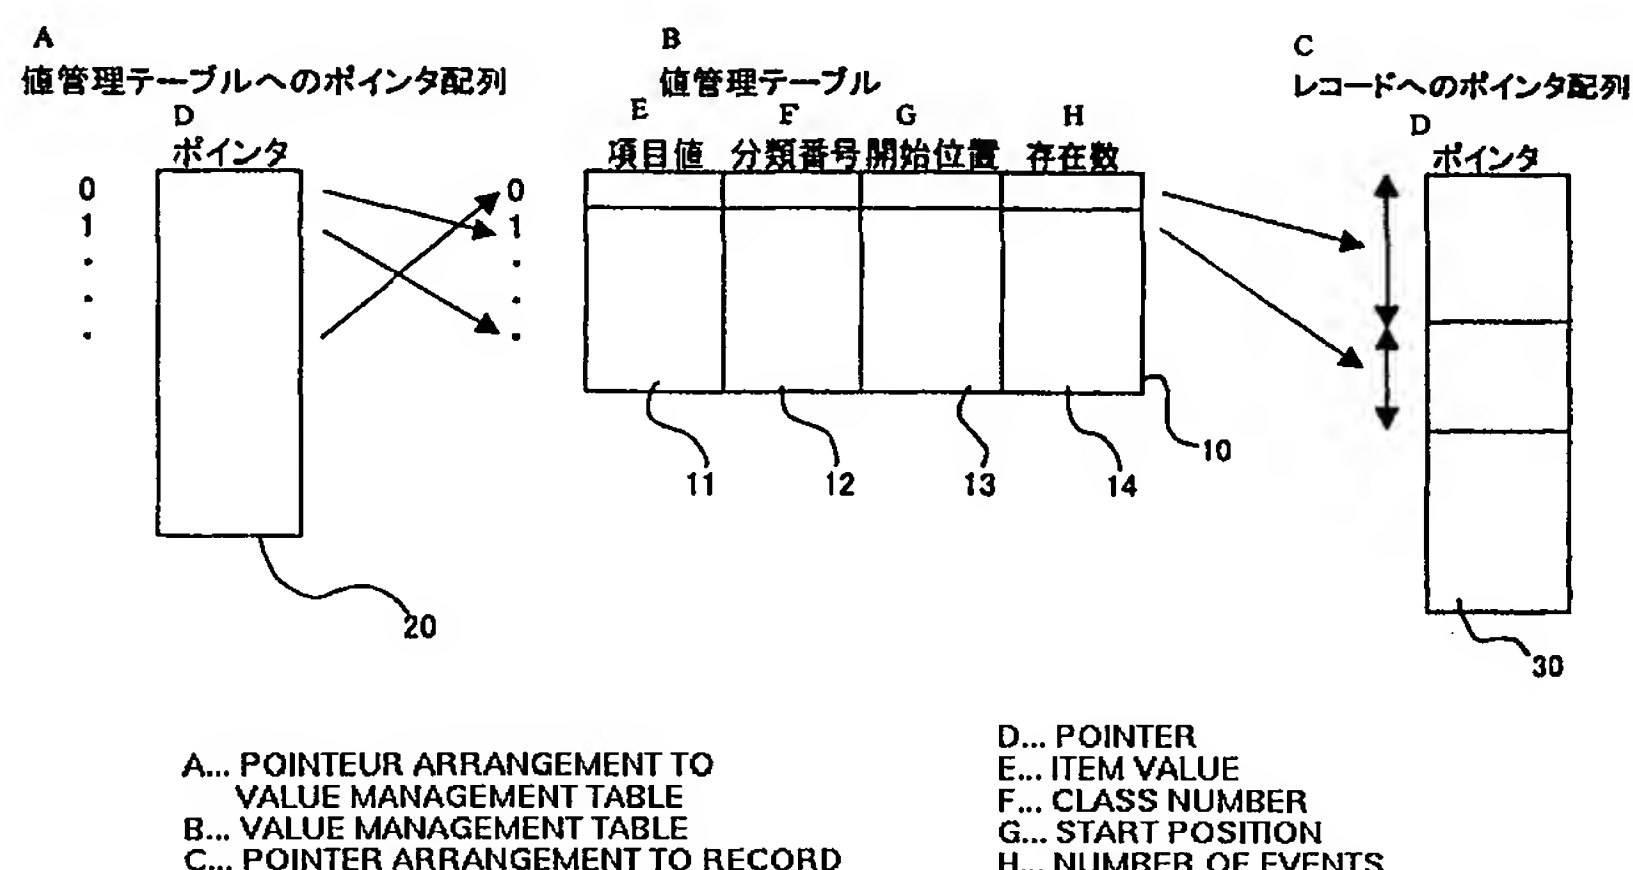 A
値管理テーブルへのポインタ配列
D
ポインタ
0
1
.
.
.
20
B
値管理テーブル
E F G H
項目値 分類番号 開始位置 存在数
0
1
.
.
.
10
11 12 13 14
C
レコードへのポインタ配列
D
ポインタ
30
A... POINTEUR ARRANGEMENT TO
VALUE MANAGEMENT TABLE
B... VALUE MANAGEMENT TABLE
C... POINTER ARRANGEMENT TO RECORD
D... POINTER
E... ITEM VALUE
F... CLASS NUMBER
G... START POSITION
H... NUMBER OF EVENTS